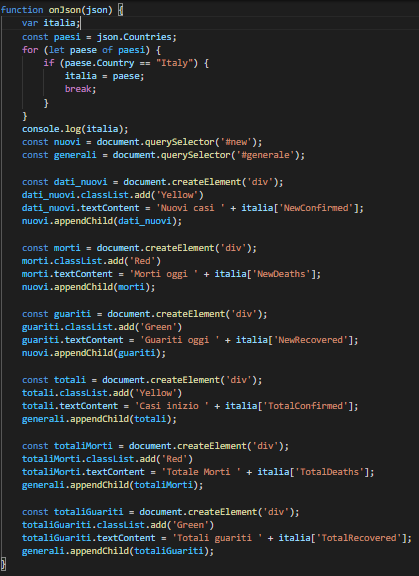 function onJson(json) {
    var italia;
    const paesi = json.Countries;
    for (let paese of paesi) {
        if (paese.Country == "Italy") {
            italia = paese;
            break;
        }
    }
    console.log(italia);
    const nuovi = document.querySelector('#new');
    const generali = document.querySelector('#generale');

    const dati_nuovi = document.createElement('div');
    dati_nuovi.classList.add('Yellow')
    dati_nuovi.textContent = 'Nuovi casi ' + italia['NewConfirmed'];
    nuovi.appendChild(dati_nuovi);

    const morti = document.createElement('div');
    morti.classList.add('Red')
    morti.textContent = 'Morti oggi ' + italia['NewDeaths'];
    nuovi.appendChild(morti);

    const guariti = document.createElement('div');
    guariti.classList.add('Green')
    guariti.textContent = 'Guariti oggi ' + italia['NewRecovered'];
    nuovi.appendChild(guariti);

    const totali = document.createElement('div');
    totali.classList.add('Yellow')
    totali.textContent = 'Casi inizio ' + italia['TotalConfirmed'];
    generali.appendChild(totali);

    const totaliMorti = document.createElement('div');
    totaliMorti.classList.add('Red')
    totaliMorti.textContent = 'Totale Morti ' + italia['TotalDeaths'];
    generali.appendChild(totaliMorti);

    const totaliGuariti = document.createElement('div');
    totaliGuariti.classList.add('Green')
    totaliGuariti.textContent = 'Totali guariti ' + italia['TotalRecovered'];
    generali.appendChild(totaliGuariti);
}